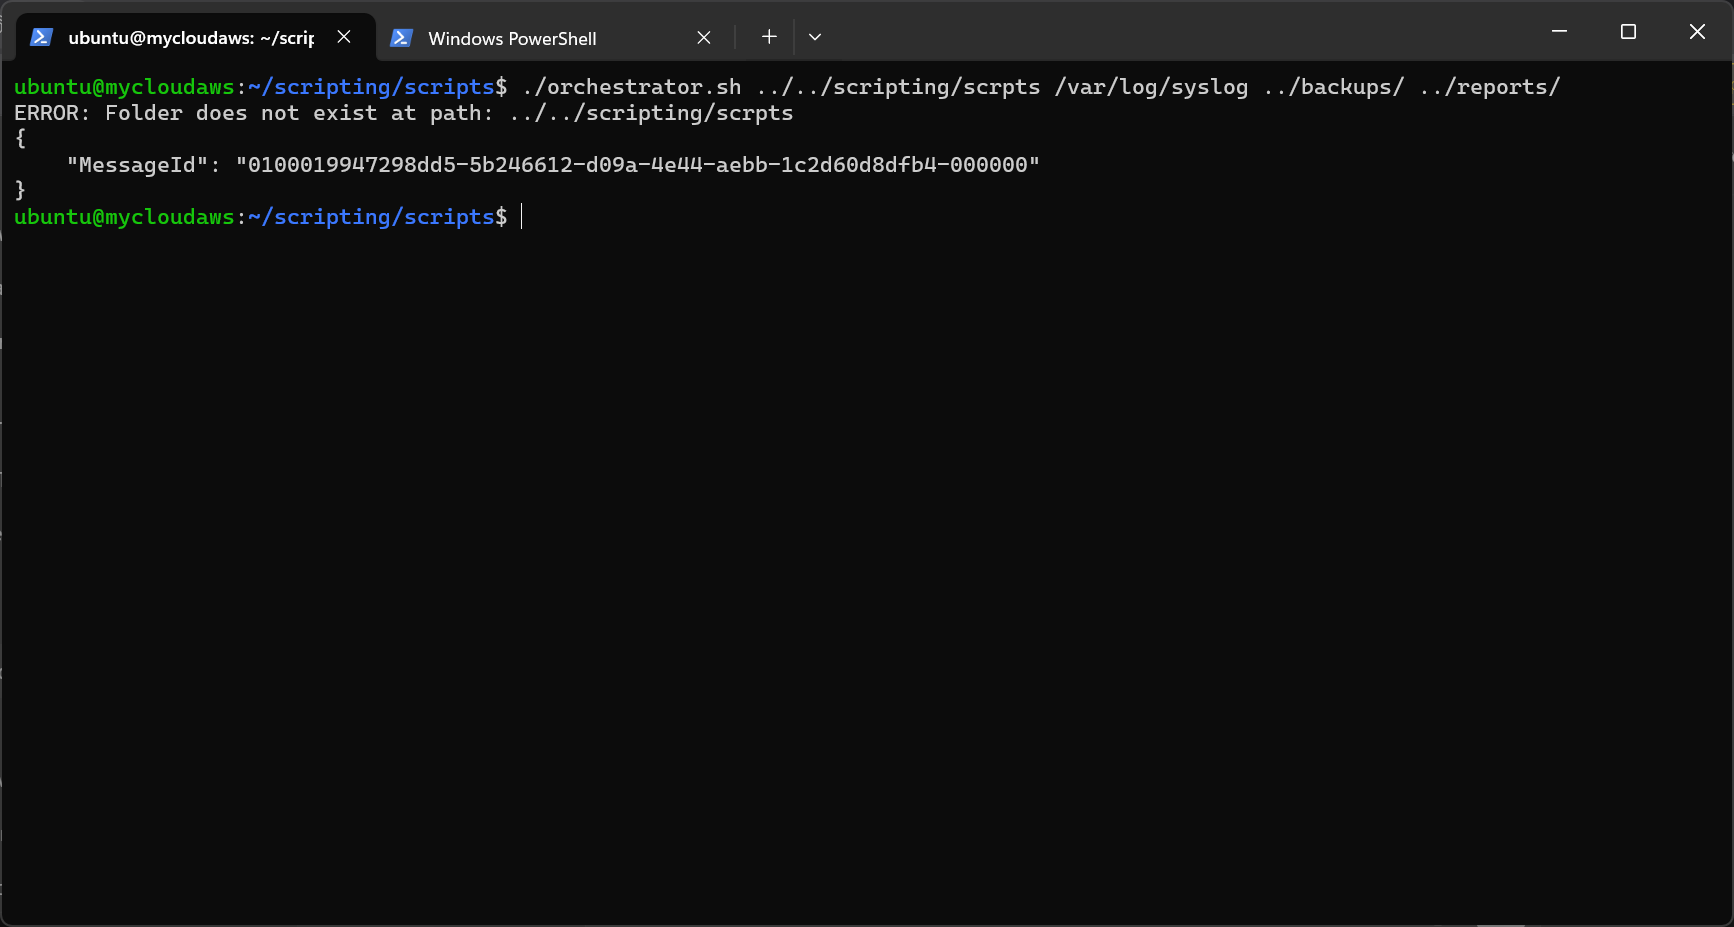 ubuntu@mycloudaws: ~/scrip
Windows PowerShell
ubuntu@mycloudaws:~/scripting/scripts$ ./orchestrator.sh ../../scripting/scrpts /var/log/syslog ../backups/ ../reports/
ERROR: Folder does not exist at path: ../../scripting/scrpts
{
    "MessageId": "0100019947298dd5-5b246612-d09a-4e44-aebb-1c2d60d8dfb4-000000"
}
ubuntu@mycloudaws:~/scripting/scripts$